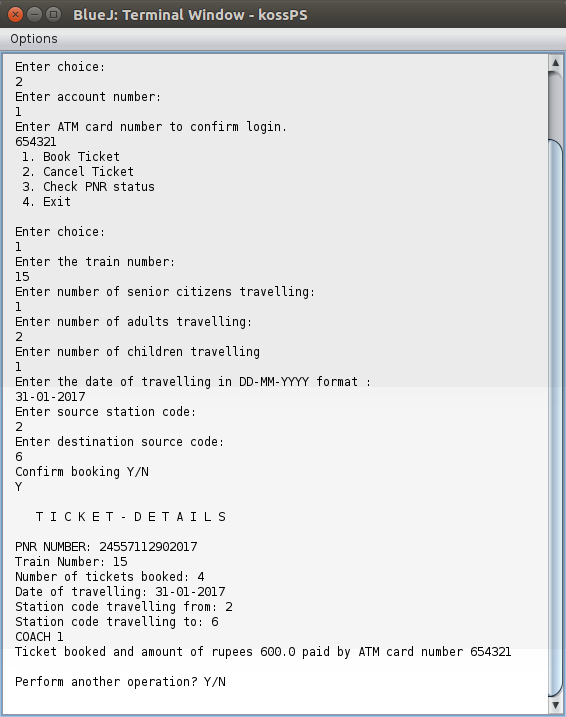 BlueJ: Terminal Window - kossPS
Options
Enter choice:
2
Enter account number:
1
Enter ATM card number to confirm login.
654321
1. Book Ticket
2. Cancel Ticket
3. Check PNR status
4. Exit
Enter choice:
1
Enter the train number:
15
Enter number of senior citizens travelling:
1
Enter number of adults travelling:
2
Enter number of children travelling
1
Enter the date of travelling in DD-MM-YYYY format :
31-01-2017
Enter source station code:
2
Enter destination source code:
6
Confirm booking Y/N
Y
T I C K E T - D E T A I L S
PNR NUMBER: 24557112902017
Train Number: 15
Number of tickets booked: 4
Date of travelling: 31-01-2017
Station code travelling from: 2
Station code travelling to: 6
COACH 1
Ticket booked and amount of rupees 600.0 paid by ATM card number 654321
Perform another operation? Y/N